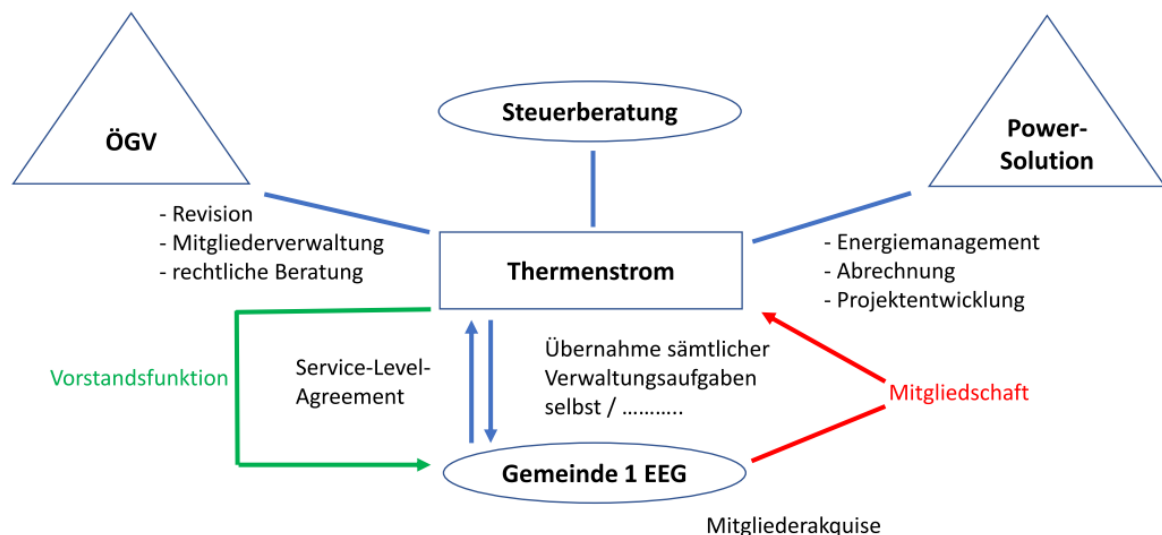 Steuerberatung
ÖGV
Power-
Solution
- Revision
- Mitgliederverwaltung
- rechtliche Beratung
Thermenstrom
- Energiemanagement
- Abrechnung
- Projektentwicklung
Vorstandsfunktion
Service-Level-
Agreement
Übernahme sämtlicher
Verwaltungsaufgaben
selbst / ………..
Mitgliedschaft
Gemeinde 1 EEG
Mitgliederakquise